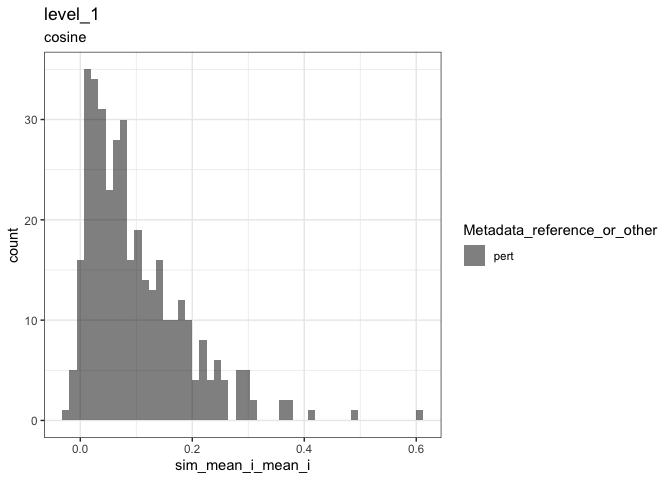 level_1
cosine
30
20
10
0
count
0.0 0.2 0.4 0.6
sim_mean_i_mean_i
Metadata_reference_or_other
pert